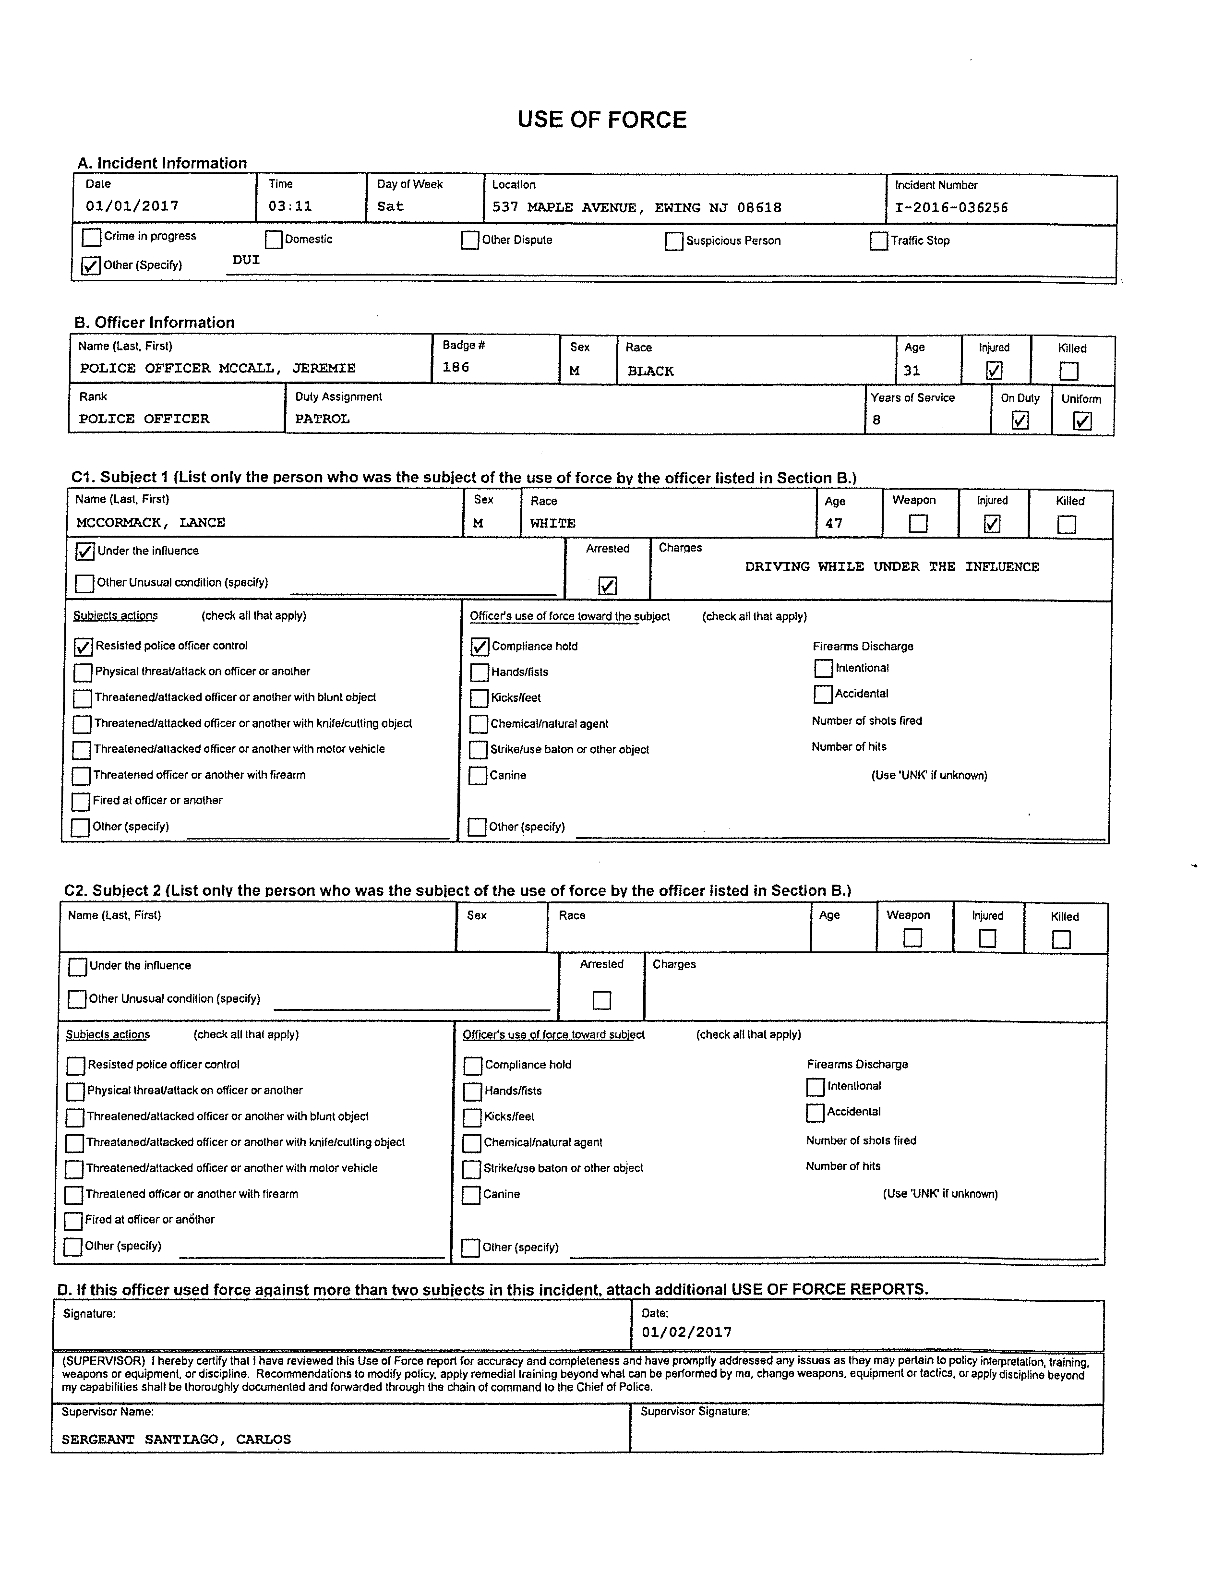 USE OF FORCE
A. Incident Information
Date Time Day of Week Location Incident Number
01/01/2017 03:11 Sat 537 MAPLE AVENUE, EWING NJ 08618 I-2016-036256
Crime in progress Domestic Other Dispute Suspicious Person Traffic Stop
Other (Specify) DUI
B. Officer Information
Name (Last, First) Badge # Sex Race Age Injured Killed
POLICE OFFICER MCCALL, JEREMIE 186 M BLACK 31
Rank Duty Assignment Years of Service On Duty Uniform
POLICE OFFICER PATROL 8
C1. Subject 1 (List only the person who was the subject of the use of force by the officer listed in Section B.)
Name (Last, First) Sex Race Age Weapon Injured Killed
MCCORMACK, LANCE M WHITE 47
Under the influence Arrested Charges
DRIVING WHILE UNDER THE INFLUENCE
Other Unusual condition (specify)
Subjects actions (check all that apply) Officer's use of force toward the subject (check all that apply)
Resisted police officer control Compliance hold Firearms Discharge
Physical threat/attack on officer or another Hands/fists Intentional
Threatened/attacked officer or another with blunt object Kicks/feet Accidental
Threatened/attacked officer or another with knife/cutting object Chemical/natural agent Number of shots fired
Threatened/attacked officer or another with motor vehicle Strike/use baton or other object Number of hits
Threatened officer or another with firearm Canine (Use 'UNK' if unknown)
Fired at officer or another
Other (specify) Other (specify)
C2. Subject 2 (List only the person who was the subject of the use of force by the officer listed in Section B.)
Name (Last, First) Sex Race Age Weapon Injured Killed
Under the influence Arrested Charges
Other Unusual condition (specify)
Subjects actions (check all that apply) Officer's use of force toward subject (check all that apply)
Resisted police officer control Compliance hold Firearms Discharge
Physical threat/attack on officer or another Hands/fists Intentional
Threatened/attacked officer or another with blunt object Kicks/feet Accidental
Threatened/attacked officer or another with knife/cutting object Chemical/natural agent Number of shots fired
Threatened/attacked officer or another with motor vehicle Strike/use baton or other object Number of hits
Threatened officer or another with firearm Canine (Use 'UNK' if unknown)
Fired at officer or another
Other (specify) Other (specify)
D. If this officer used force against more than two subjects in this incident, attach additional USE OF FORCE REPORTS.
Signature: Date:
01/02/2017
(SUPERVISOR) I hereby certify that I have reviewed this Use of Force report for accuracy and completeness and have promptly addressed any issues as they may pertain to policy interpretation, training,
weapons or equipment, or discipline. Recommendations to modify policy, apply remedial training beyond what can be performed by me, change weapons, equipment or tactics, or apply discipline beyond
my capabilities shall be thoroughly documented and forwarded through the chain of command to the Chief of Police.
Supervisor Name: Supervisor Signature:
SERGEANT SANTIAGO, CARLOS